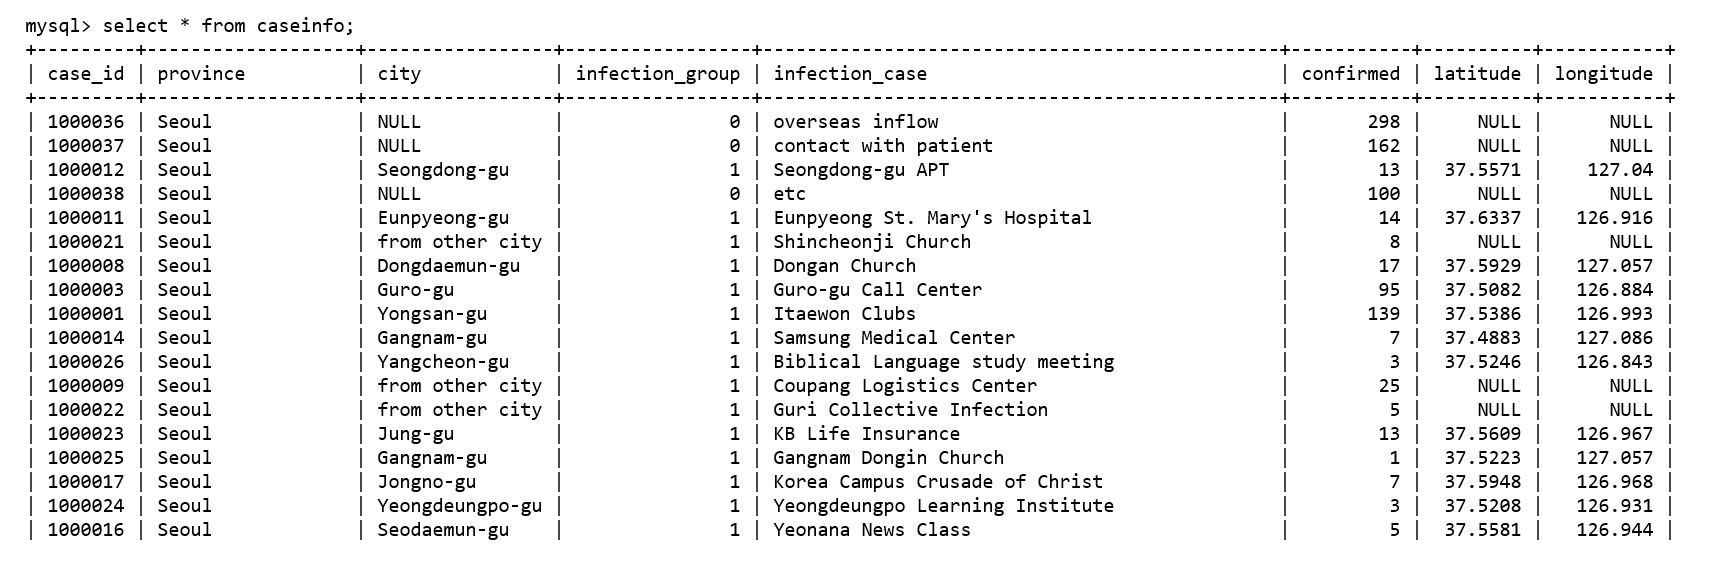 mysql> select * from caseinfo;
+---------+-------------------+-----------------+----------------+-----------------------------------------------+-----------+----------+-----------+
| case_id | province          | city            | infection_group | infection_case                                | confirmed | latitude | longitude |
+---------+-------------------+-----------------+----------------+-----------------------------------------------+-----------+----------+-----------+
| 1000036 | Seoul             | NULL            |               0 | overseas inflow                               |       298 |     NULL |      NULL |
| 1000037 | Seoul             | NULL            |               0 | contact with patient                          |       162 |     NULL |      NULL |
| 1000012 | Seoul             | Seongdong-gu    |               1 | Seongdong-gu APT                              |        13 |  37.5571 |    127.04 |
| 1000038 | Seoul             | NULL            |               0 | etc                                           |       100 |     NULL |      NULL |
| 1000011 | Seoul             | Eunpyeong-gu    |               1 | Eunpyeong St. Mary's Hospital                 |        14 |  37.6337 |   126.916 |
| 1000021 | Seoul             | from other city |               1 | Shincheonji Church                            |         8 |     NULL |      NULL |
| 1000008 | Seoul             | Dongdaemun-gu   |               1 | Dongan Church                                 |        17 |  37.5929 |   127.057 |
| 1000003 | Seoul             | Guro-gu         |               1 | Guro-gu Call Center                           |        95 |  37.5082 |   126.884 |
| 1000001 | Seoul             | Yongsan-gu      |               1 | Itaewon Clubs                                 |       139 |  37.5386 |   126.993 |
| 1000014 | Seoul             | Gangnam-gu      |               1 | Samsung Medical Center                        |         7 |  37.4883 |   127.086 |
| 1000026 | Seoul             | Yangcheon-gu    |               1 | Biblical Language study meeting               |         3 |  37.5246 |   126.843 |
| 1000009 | Seoul             | from other city |               1 | Coupang Logistics Center                      |        25 |     NULL |      NULL |
| 1000022 | Seoul             | from other city |               1 | Guri Collective Infection                     |         5 |     NULL |      NULL |
| 1000023 | Seoul             | Jung-gu         |               1 | KB Life Insurance                             |        13 |  37.5609 |   126.967 |
| 1000025 | Seoul             | Gangnam-gu      |               1 | Gangnam Dongin Church                         |         1 |  37.5223 |   127.057 |
| 1000017 | Seoul             | Jongno-gu       |               1 | Korea Campus Crusade of Christ                |         7 |  37.5948 |   126.968 |
| 1000024 | Seoul             | Yeongdeungpo-gu |               1 | Yeongdeungpo Learning Institute               |         3 |  37.5208 |   126.931 |
| 1000016 | Seoul             | Seodaemun-gu    |               1 | Yeonana News Class                            |         5 |  37.5581 |   126.944 |